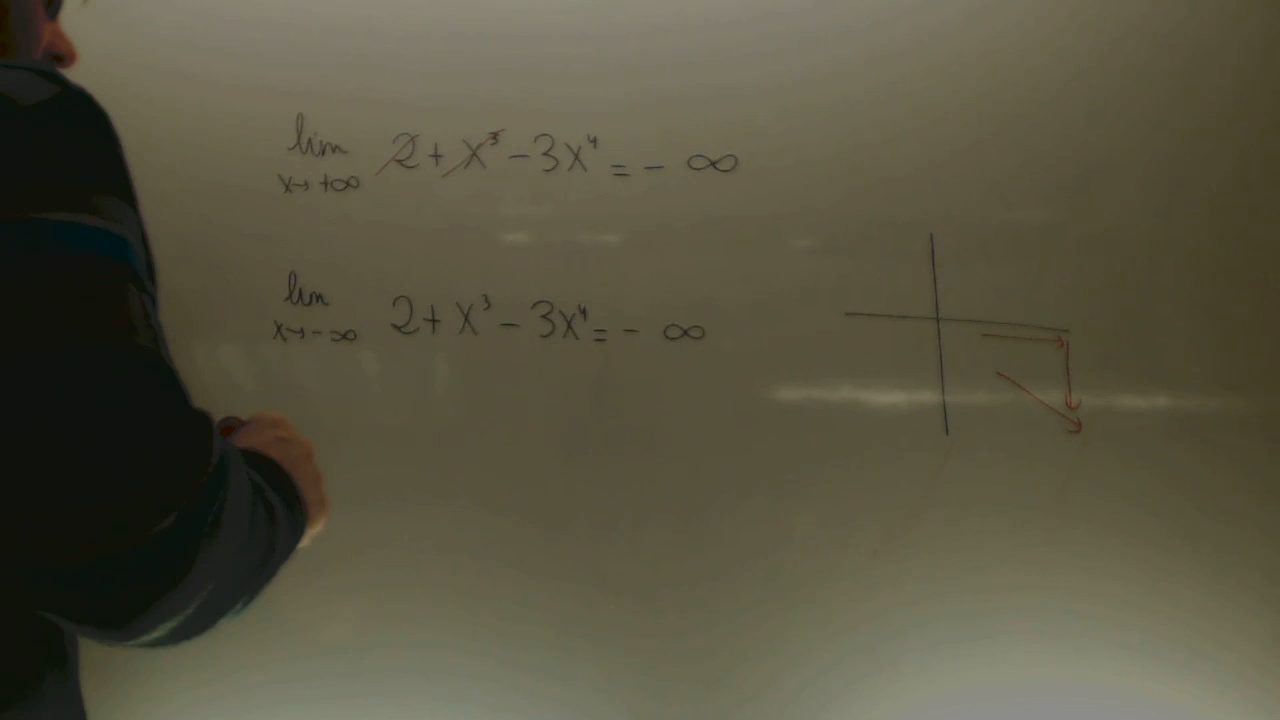 lim 2 + x³ - 3x⁴ = - ∞
x→+∞
lim 2 + x³ - 3x⁴ = - ∞
x→-∞